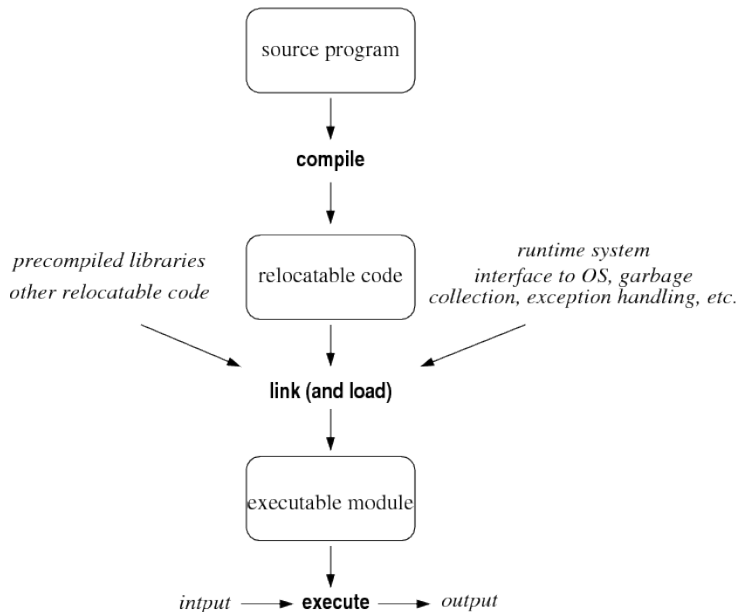 source program
compile
precompiled libraries
other relocatable code
relocatable code
runtime system
interface to OS, garbage
collection, exception handling, etc.
link (and load)
executable module
intput
execute
output